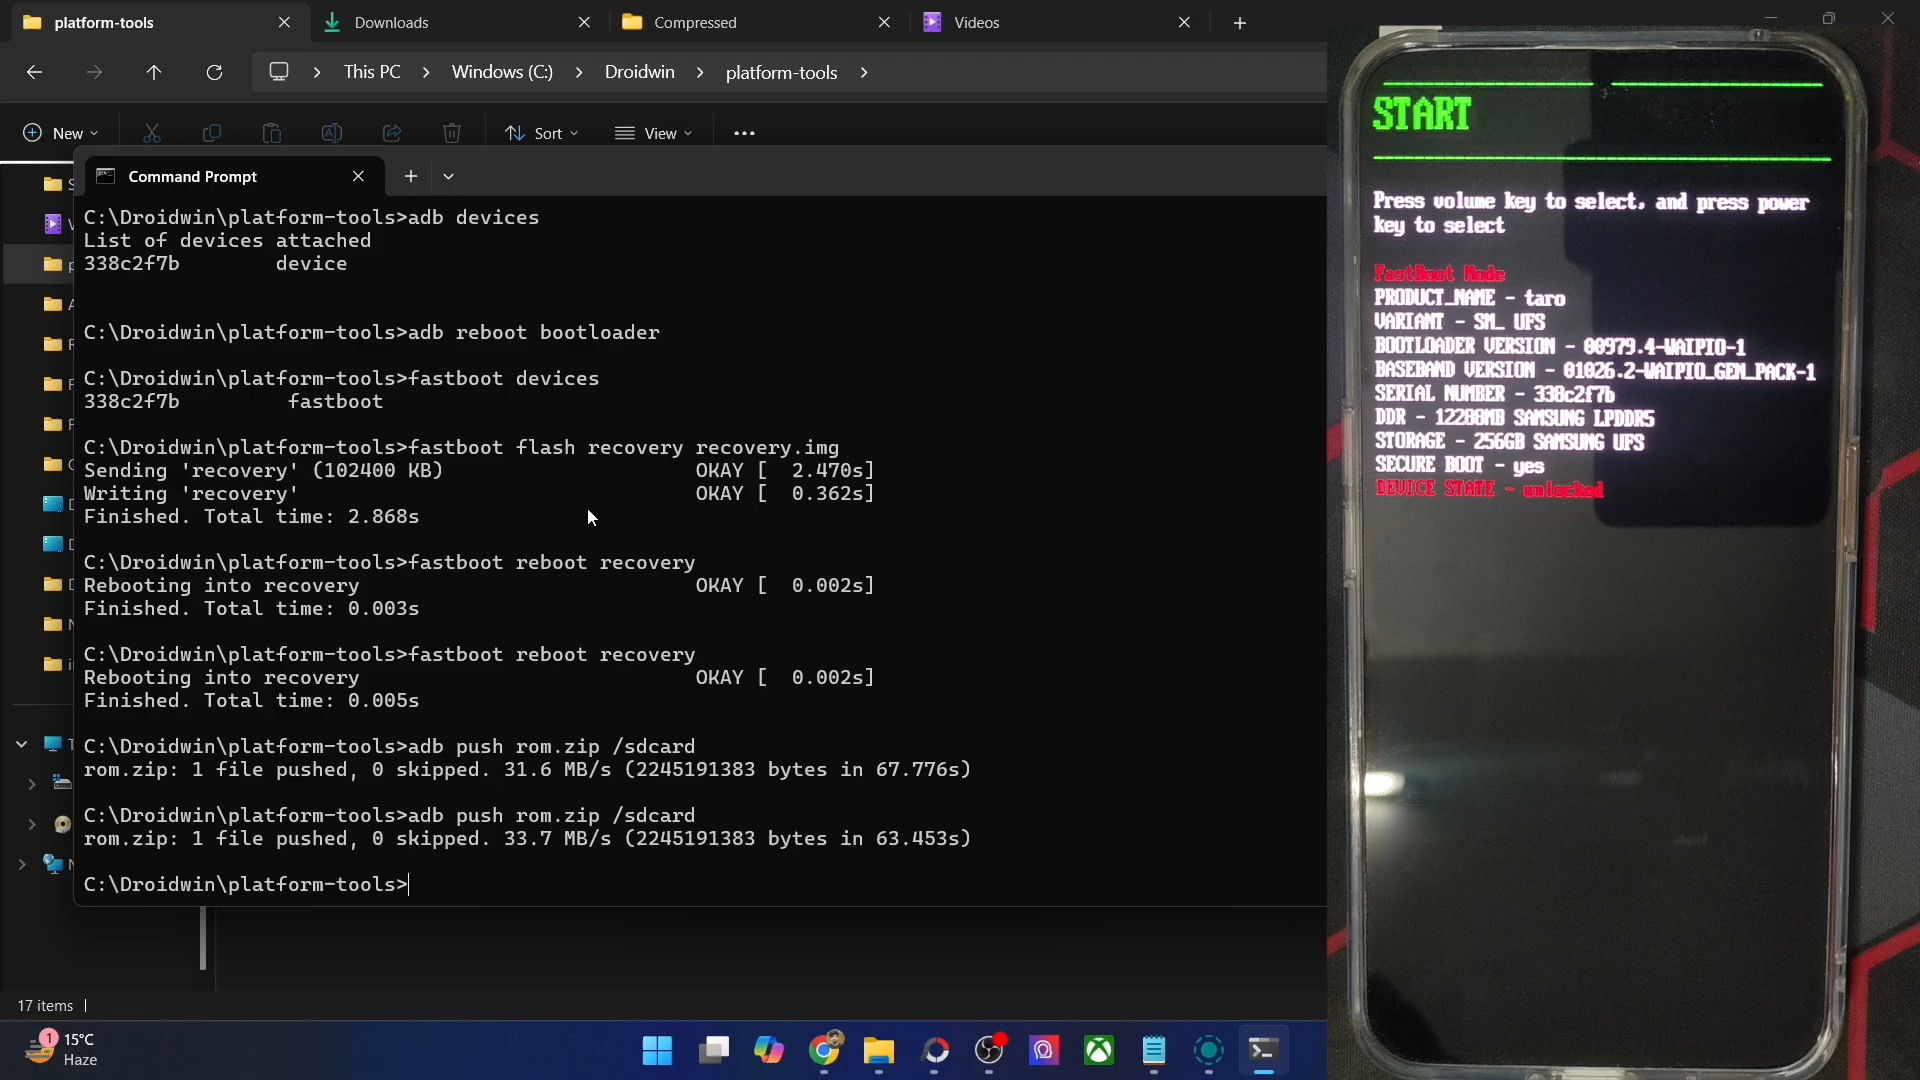 platform-tools
Downloads
Compressed
Videos
This PC
Windows (C:)
Droidwin
platform-tools
New
Sort
View
Command Prompt
C:\Droidwin\platform-tools>adb devices
List of devices attached
338c2f7b        device
C:\Droidwin\platform-tools>adb reboot bootloader
C:\Droidwin\platform-tools>fastboot devices
338c2f7b         fastboot
C:\Droidwin\platform-tools>fastboot flash recovery recovery.img
Sending 'recovery' (102400 KB)                     OKAY [  2.470s]
Writing 'recovery'                                 OKAY [  0.362s]
Finished. Total time: 2.868s
C:\Droidwin\platform-tools>fastboot reboot recovery
Rebooting into recovery                            OKAY [  0.002s]
Finished. Total time: 0.003s
C:\Droidwin\platform-tools>fastboot reboot recovery
Rebooting into recovery                            OKAY [  0.002s]
Finished. Total time: 0.005s
C:\Droidwin\platform-tools>adb push rom.zip /sdcard
rom.zip: 1 file pushed, 0 skipped. 31.6 MB/s (2245191383 bytes in 67.776s)
C:\Droidwin\platform-tools>adb push rom.zip /sdcard
rom.zip: 1 file pushed, 0 skipped. 33.7 MB/s (2245191383 bytes in 63.453s)
C:\Droidwin\platform-tools>
17 items
1
15°C
Haze
START
Press volume key to select, and press power
key to select
FastBoot Mode
PRODUCT_NAME - taro
VARIANT - SM_ UFS
BOOTLOADER VERSION - 00979.4-WAIPIO-1
BASEBAND VERSION - 01026.2-WAIPIO_GEN_PACK-1
SERIAL NUMBER - 338c2f7b
DDR - 12288MB SAMSUNG LPDDR5
STORAGE - 256GB SAMSUNG UFS
SECURE BOOT - yes
DEVICE STATE - unlocked